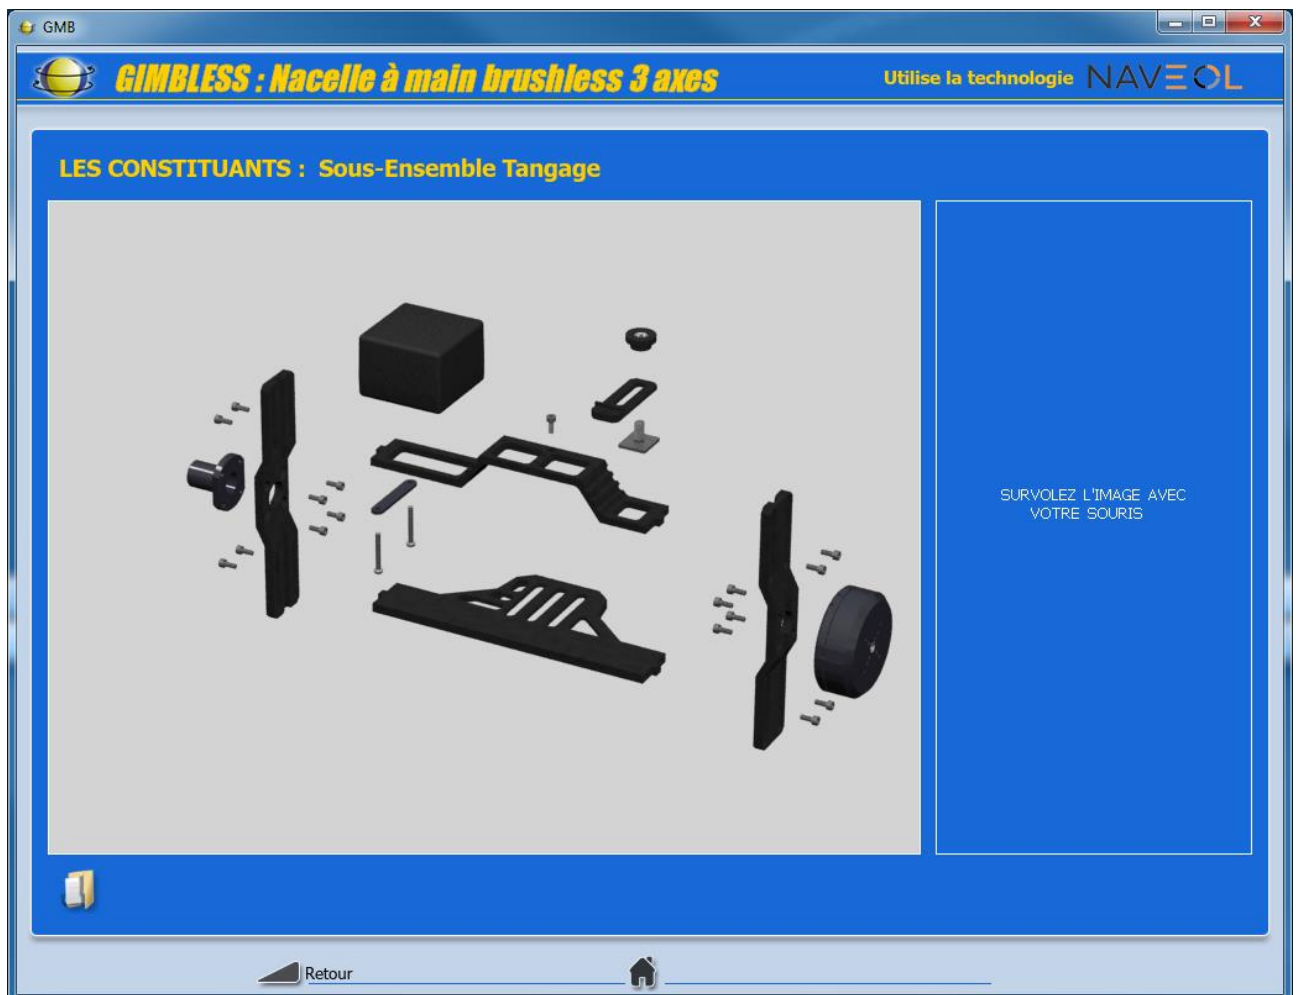 GMB
GIMBLESS : Nacelle à main brushless 3 axes
Utilise la technologie NAVEOL
LES CONSTITUANTS : Sous-Ensemble Tangage
SURVOLEZ L'IMAGE AVEC
VOTRE SOURIS
Retour